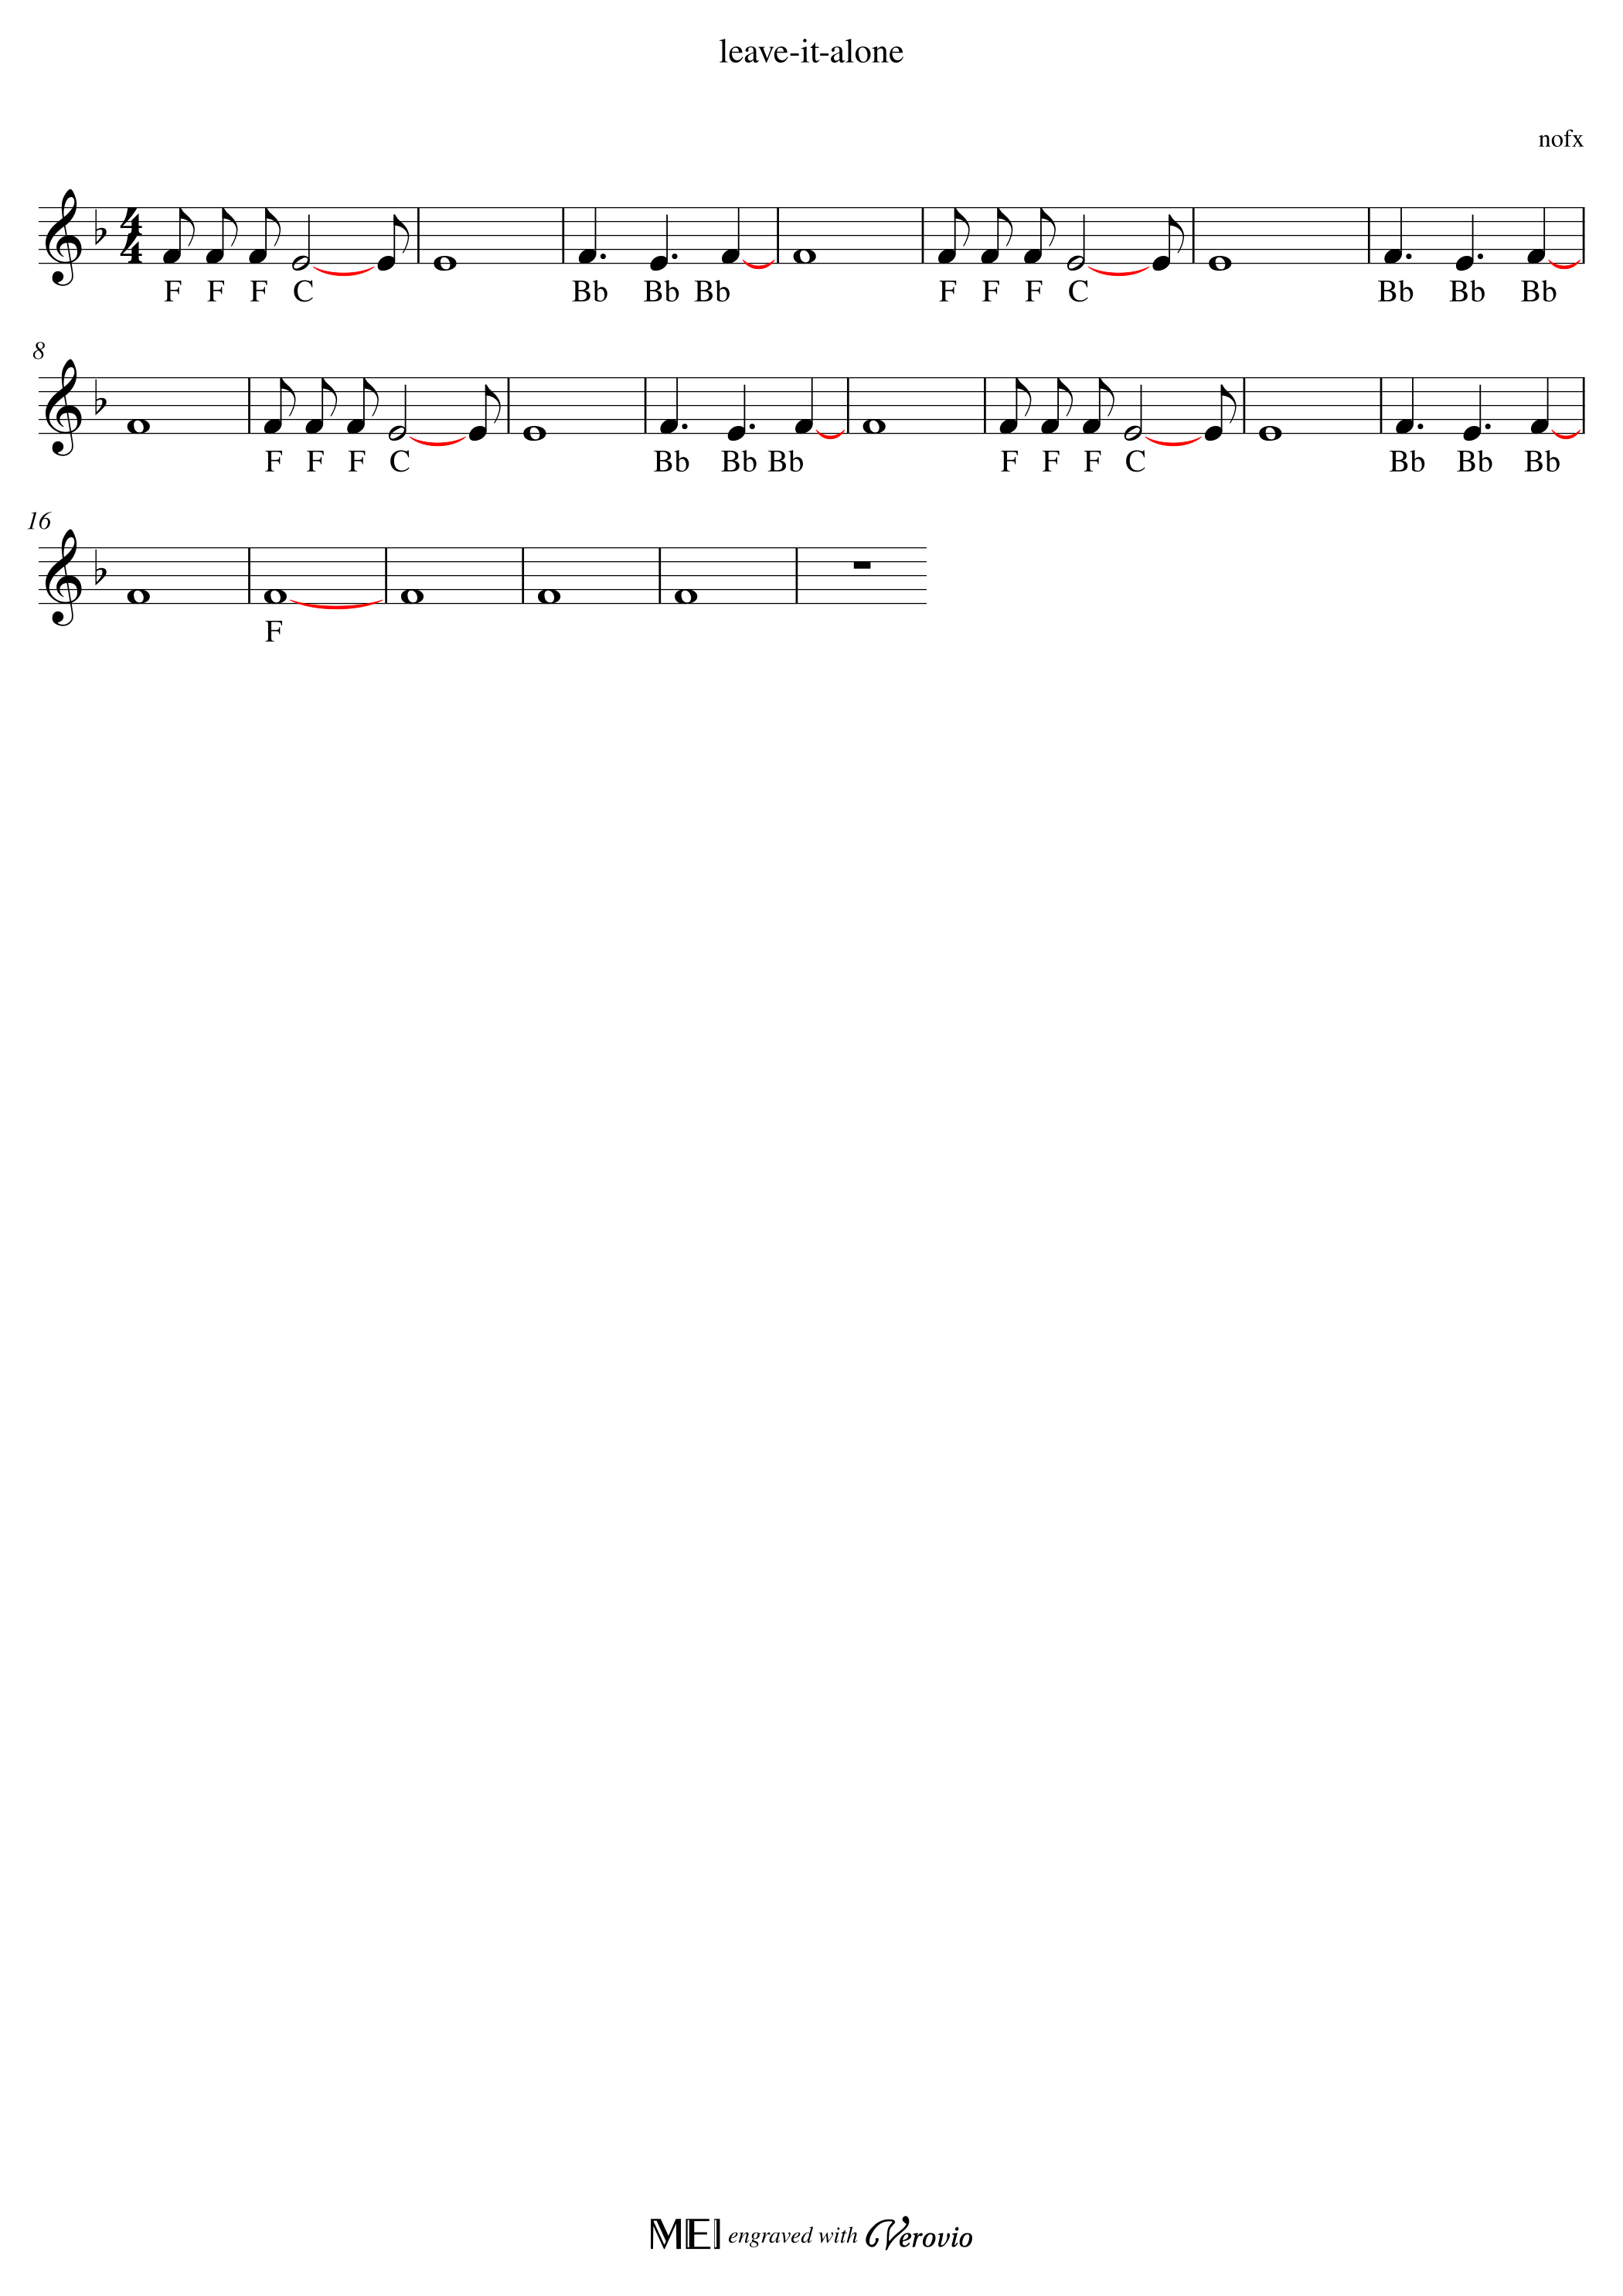 leave-it-alone
nofx
4
4
F F F C Bb Bb Bb F F F C Bb Bb Bb
8
F F F C Bb Bb Bb F F F C Bb Bb Bb
16
F
MEI engraved with Verovio